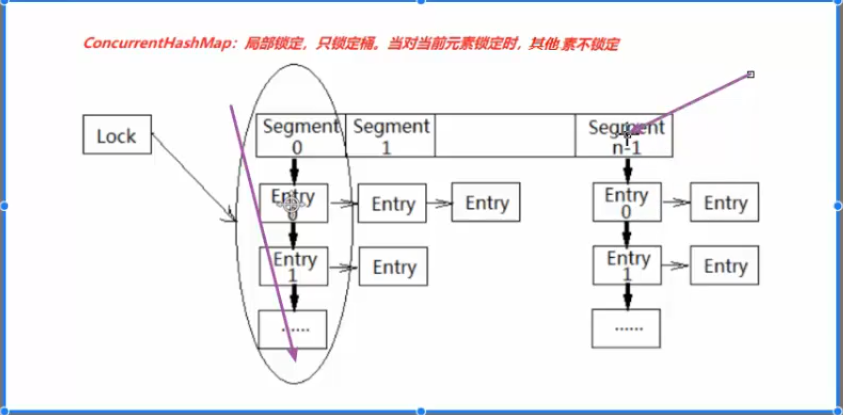 ConcurrentHashMap：局部锁定，只锁定桶。当对当前元素锁定时，其他 素不锁定
Lock
Segment 0
Segment 1
Segment n-1
Entry
Entry
Entry
Entry 0
Entry
Entry 1
Entry
Entry 1
Entry
......
......